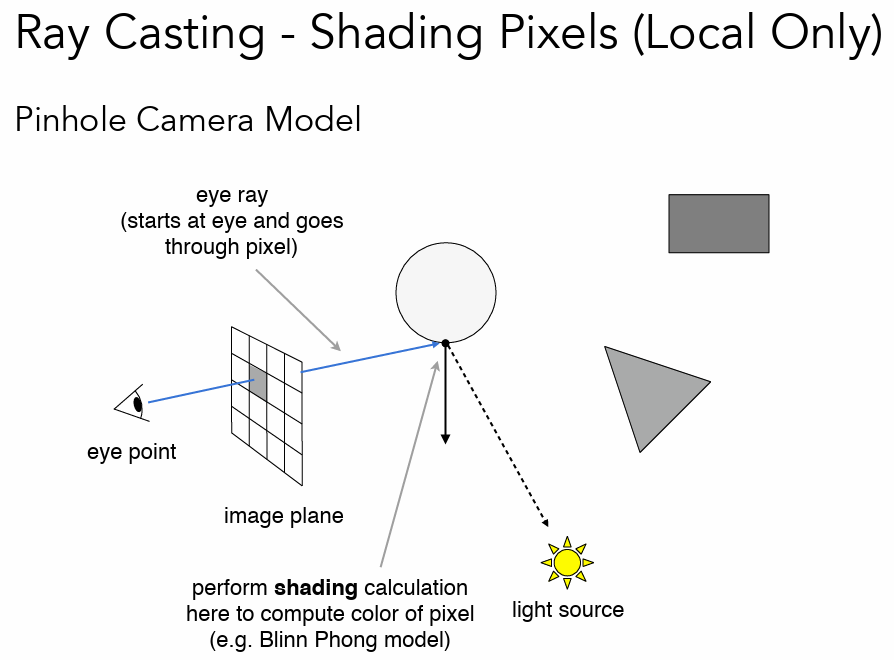 Ray Casting - Shading Pixels (Local Only)
Pinhole Camera Model
eye ray
(starts at eye and goes
through pixel)
eye point
image plane
perform shading calculation
here to compute color of pixel
(e.g. Blinn Phong model)
light source